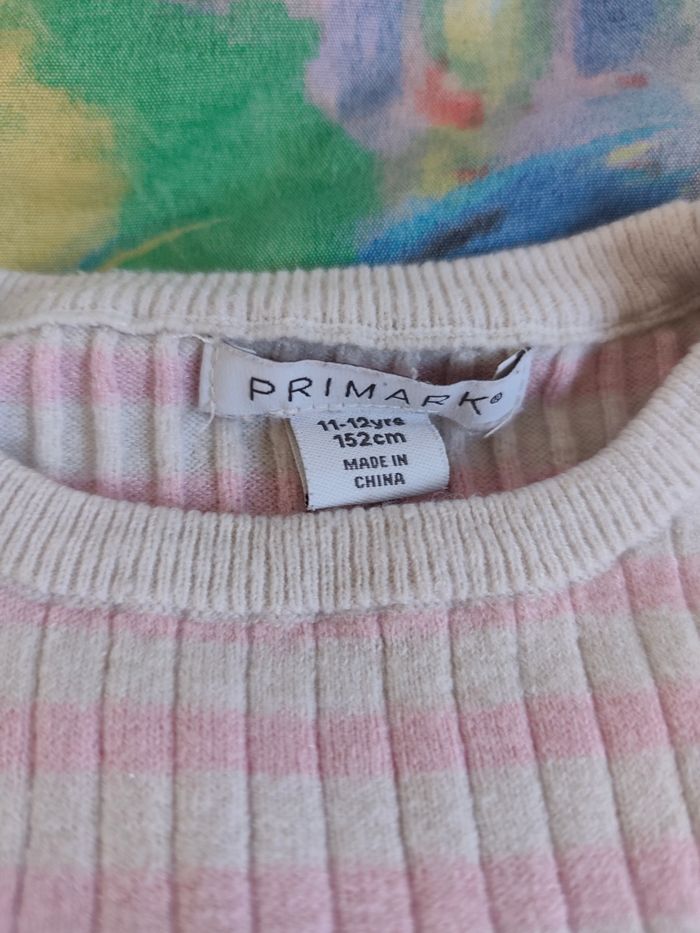 PRIMARK®
11-12yrs
152cm
MADE IN
CHINA